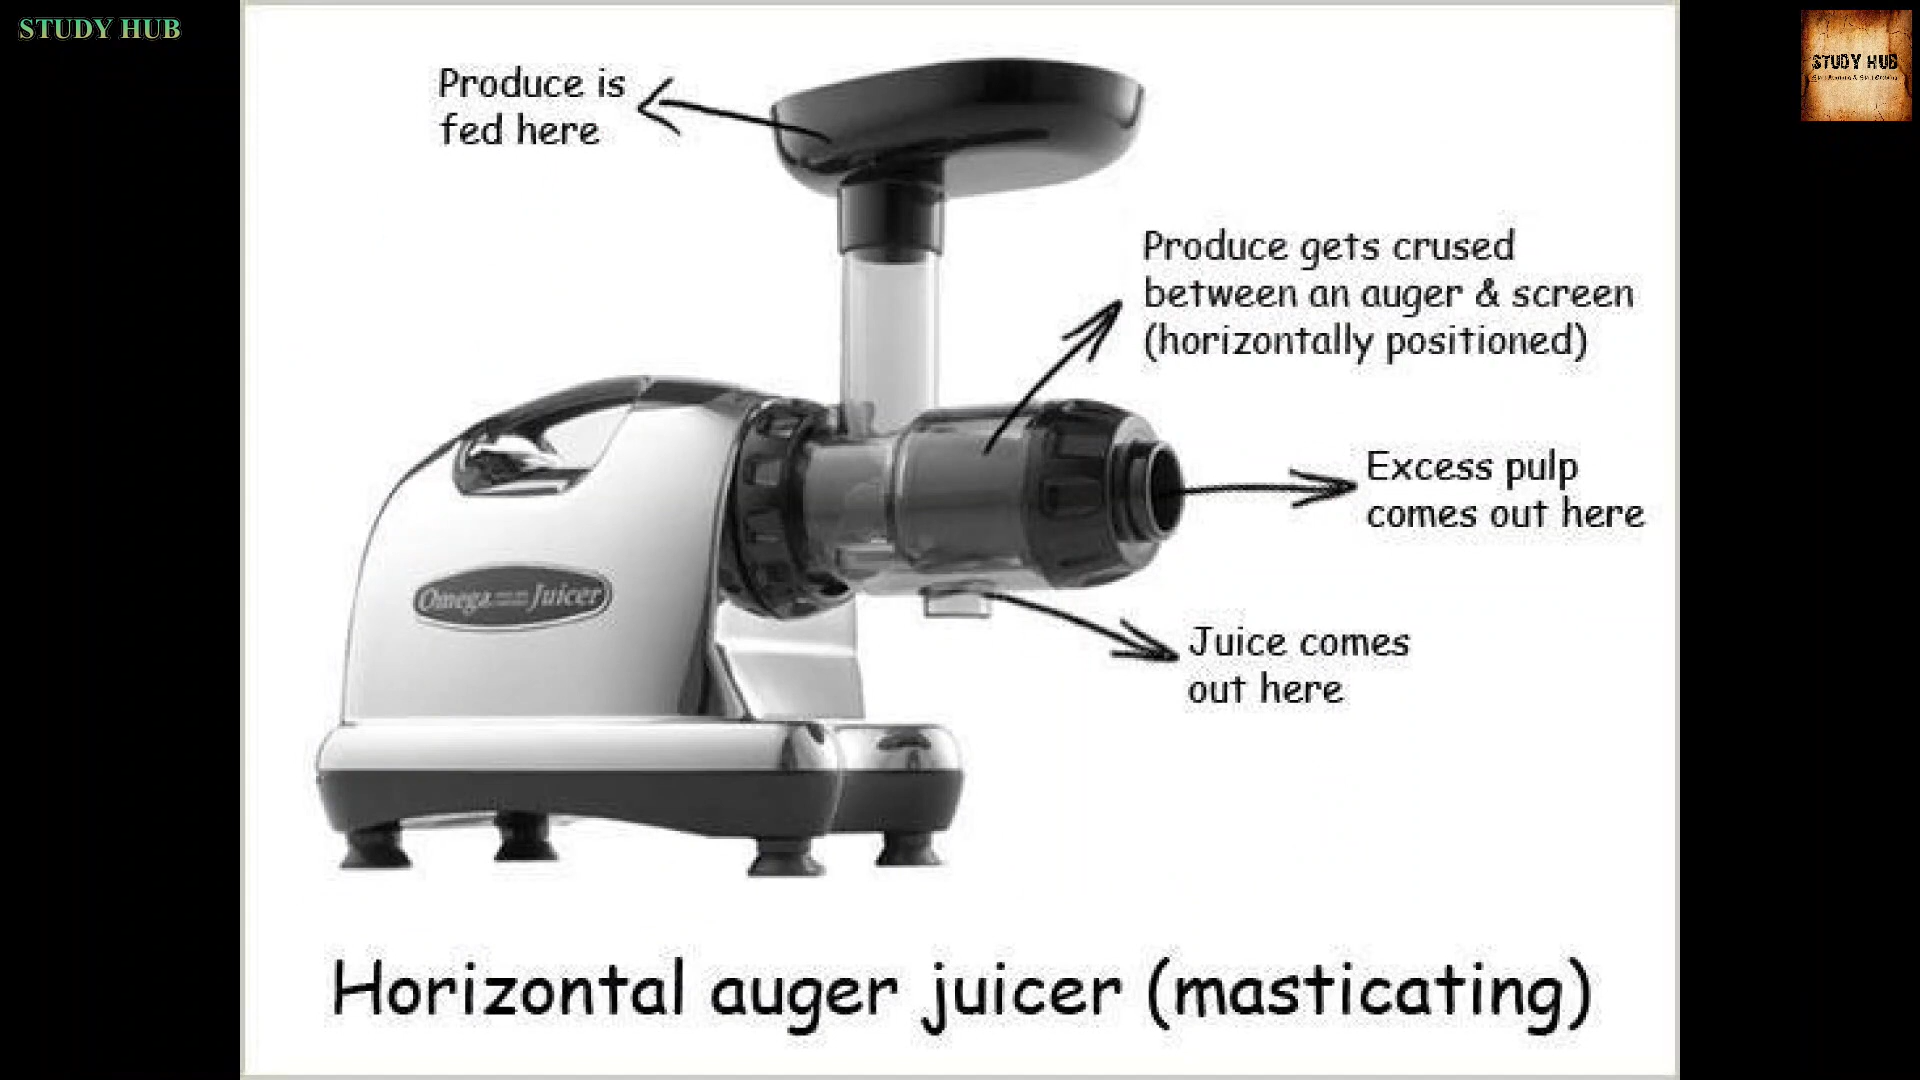 STUDY HUB
STUDY HUB
Produce is
fed here
Produce gets crused
between an auger & screen
(horizontally positioned)
Excess pulp
comes out here
Omega Juicer
Juice comes
out here
Horizontal auger juicer (masticating)